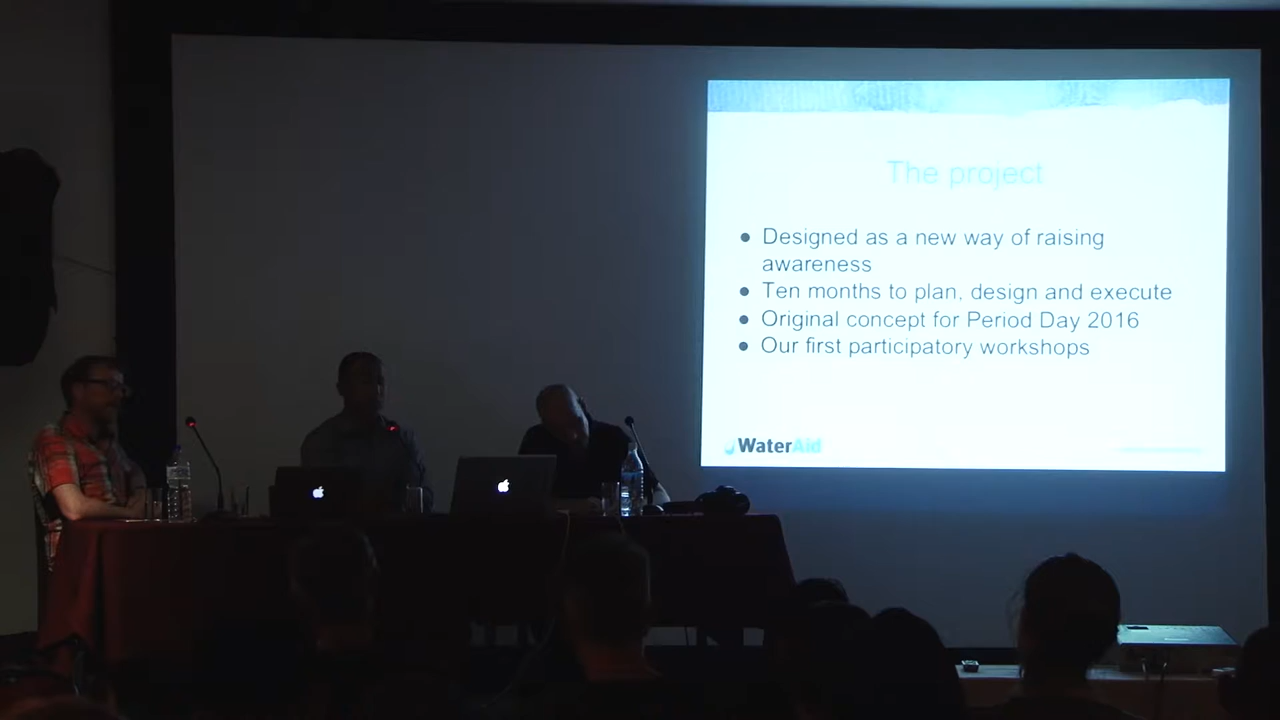 The project
● Designed as a new way of raising
awareness
● Ten months to plan, design and execute
● Original concept for Period Day 2016
● Our first participatory workshops
WaterAid